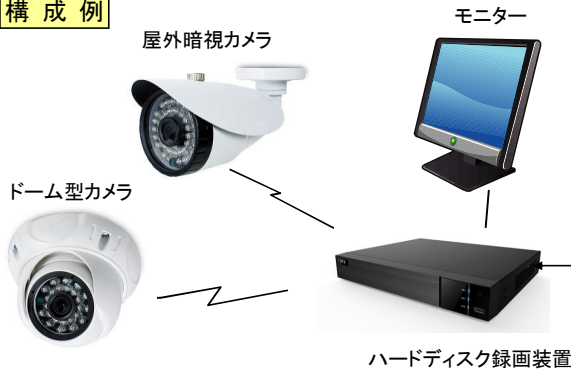 構成例
モニター
屋外暗視カメラ
ドーム型カメラ
ハードディスク録画装置